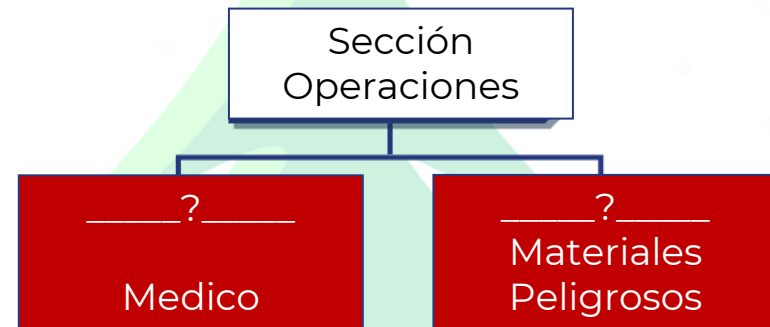 Sección
Operaciones
_____?_____
Medico
_____?_____
Materiales
Peligrosos